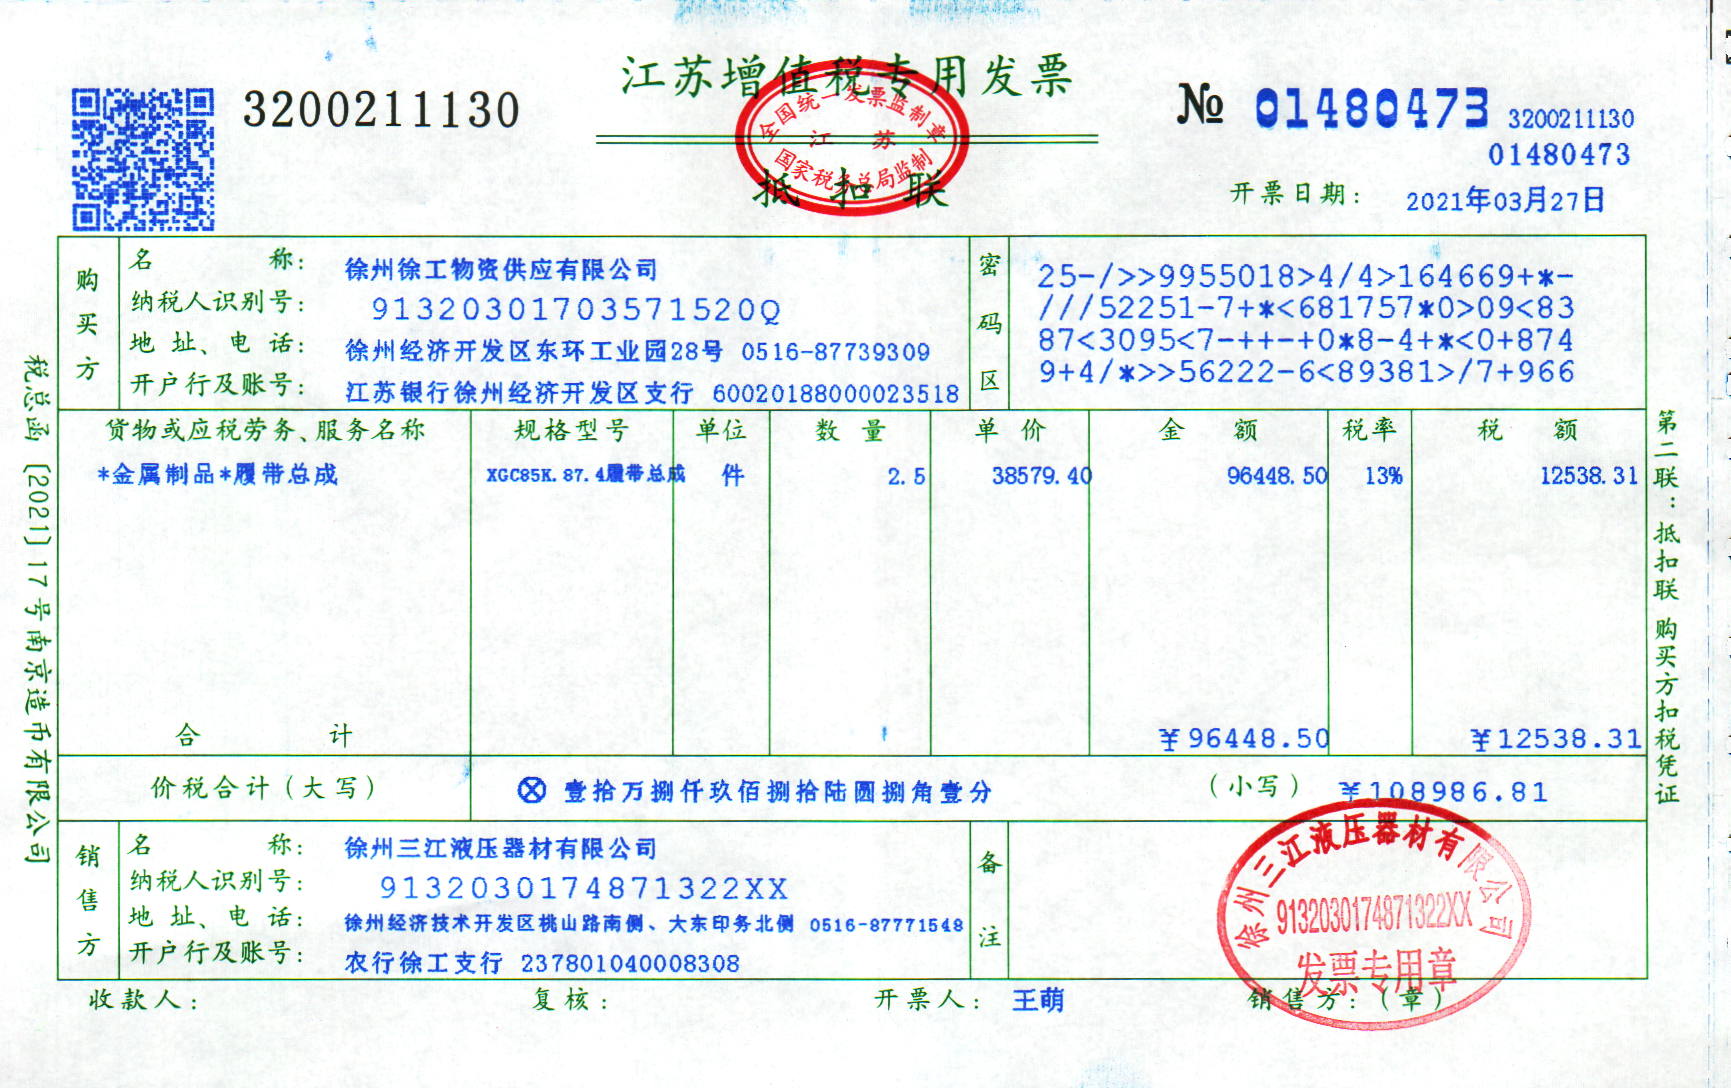 江苏增值税专用发票
3200211130
№ 01480473
3200211130
01480473
全国统一发票监制章
江 苏
国家税务总局监制
抵 扣 联
开票日期: 2021年03月27日
购买方
名 称: 徐州徐工物资供应有限公司
纳税人识别号: 91320301703571520Q
地 址、电 话: 徐州经济开发区东环工业园28号 0516-87739309
开户行及账号: 江苏银行徐州经济开发区支行 60020188000023518
密码区
25-/>>9955018>4/4>164669+*-
///52251-7+*<681757*0>09<83
87<3095<7-++-+0*8-4+*<0+874
9+4/*>>56222-6<89381>/7+966
货物或应税劳务、服务名称 规格型号 单位 数 量 单 价 金 额 税率 税 额
*金属制品*履带总成 XGC85K.87.4履带总成 件 2.5 38579.40 96448.50 13% 12538.31
合 计 ¥96448.50 ¥12538.31
价税合计(大写) ⊗ 壹拾万捌仟玖佰捌拾陆圆捌角壹分 (小写) ¥108986.81
销售方
名 称: 徐州三江液压器材有限公司
纳税人识别号: 9132030174871322XX
地 址、电 话: 徐州经济技术开发区桃山路南侧、大东印务北侧 0516-87771548
开户行及账号: 农行徐工支行 237801040008308
备注
徐州三江液压器材有限公司
9132030174871322XX
发票专用章
收款人: 复核: 开票人: 王萌 销售方:(章)
税总函〔2021〕17号南京造币有限公司
第二联:抵扣联 购买方扣税凭证